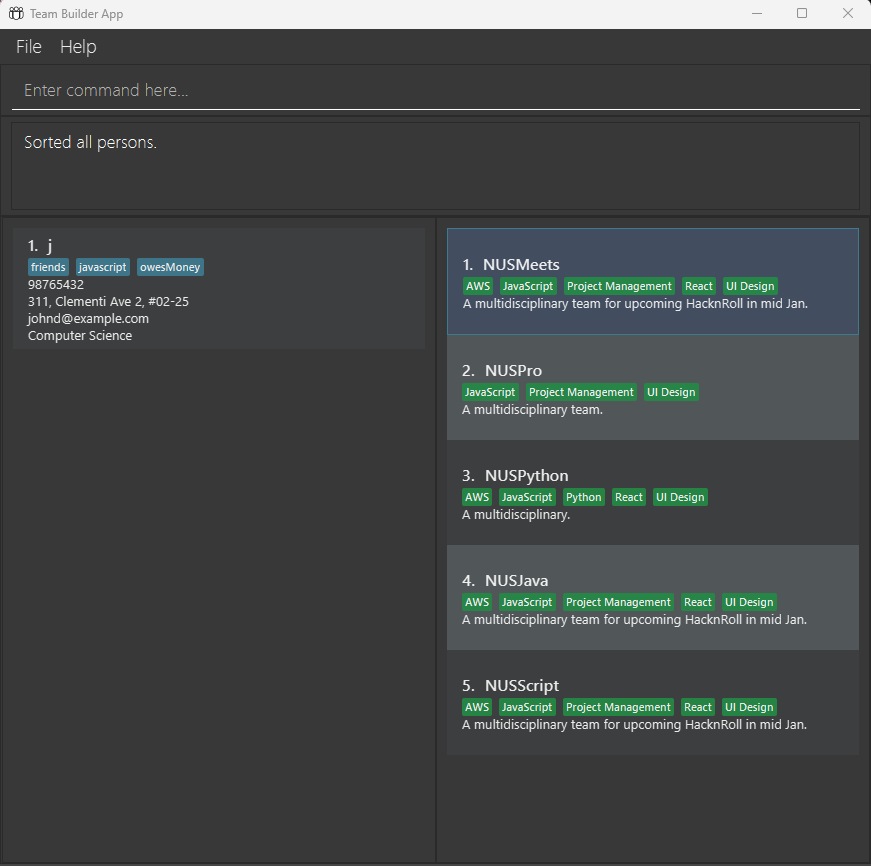 Team Builder App
File Help
Enter command here...
Sorted all persons.
1. j
friends javascript owesMoney
98765432
311, Clementi Ave 2, #02-25
johnd@example.com
Computer Science
1. NUSMeets
AWS JavaScript Project Management React UI Design
A multidisciplinary team for upcoming HacknRoll in mid Jan.
2. NUSPro
JavaScript Project Management UI Design
A multidisciplinary team.
3. NUSPython
AWS JavaScript Python React UI Design
A multidisciplinary.
4. NUSJava
AWS JavaScript Project Management React UI Design
A multidisciplinary team for upcoming HacknRoll in mid Jan.
5. NUSScript
AWS JavaScript Project Management React UI Design
A multidisciplinary team for upcoming HacknRoll in mid Jan.